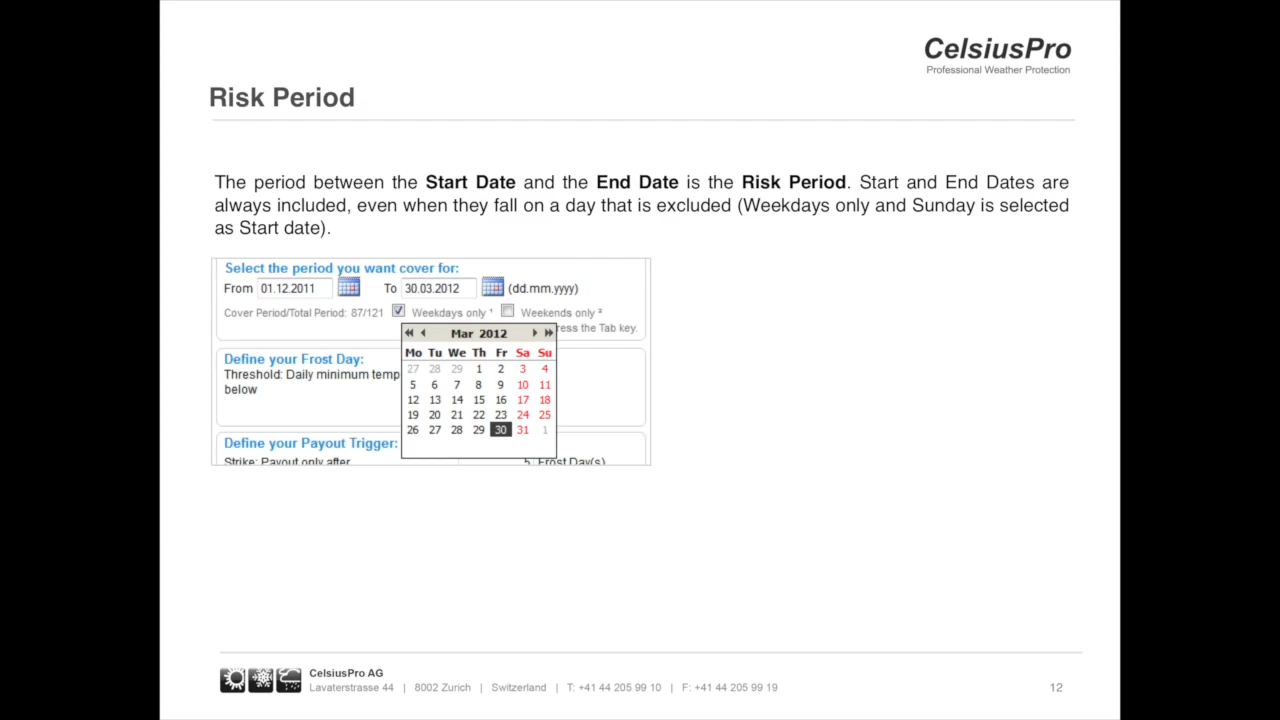 CelsiusPro
Professional Weather Protection
Risk Period
The period between the Start Date and the End Date is the Risk Period. Start and End Dates are
always included, even when they fall on a day that is excluded (Weekdays only and Sunday is selected
as Start date).
Select the period you want cover for:
From 01.12.2011 To 30.03.2012 (dd.mm.yyyy)
Cover Period/Total Period: 87/121 Weekdays only ¹ Weekends only ²
ress the Tab key.
Mar 2012
Mo Tu We Th Fr Sa Su
27 28 29 1 2 3 4
5 6 7 8 9 10 11
12 13 14 15 16 17 18
19 20 21 22 23 24 25
26 27 28 29 30 31 1
Define your Frost Day:
Threshold: Daily minimum temp
below
Define your Payout Trigger:
Strike: Payout only after 5 Frost Day(s)
CelsiusPro AG
Lavaterstrasse 44 | 8002 Zurich | Switzerland | T: +41 44 205 99 10 | F: +41 44 205 99 19
12